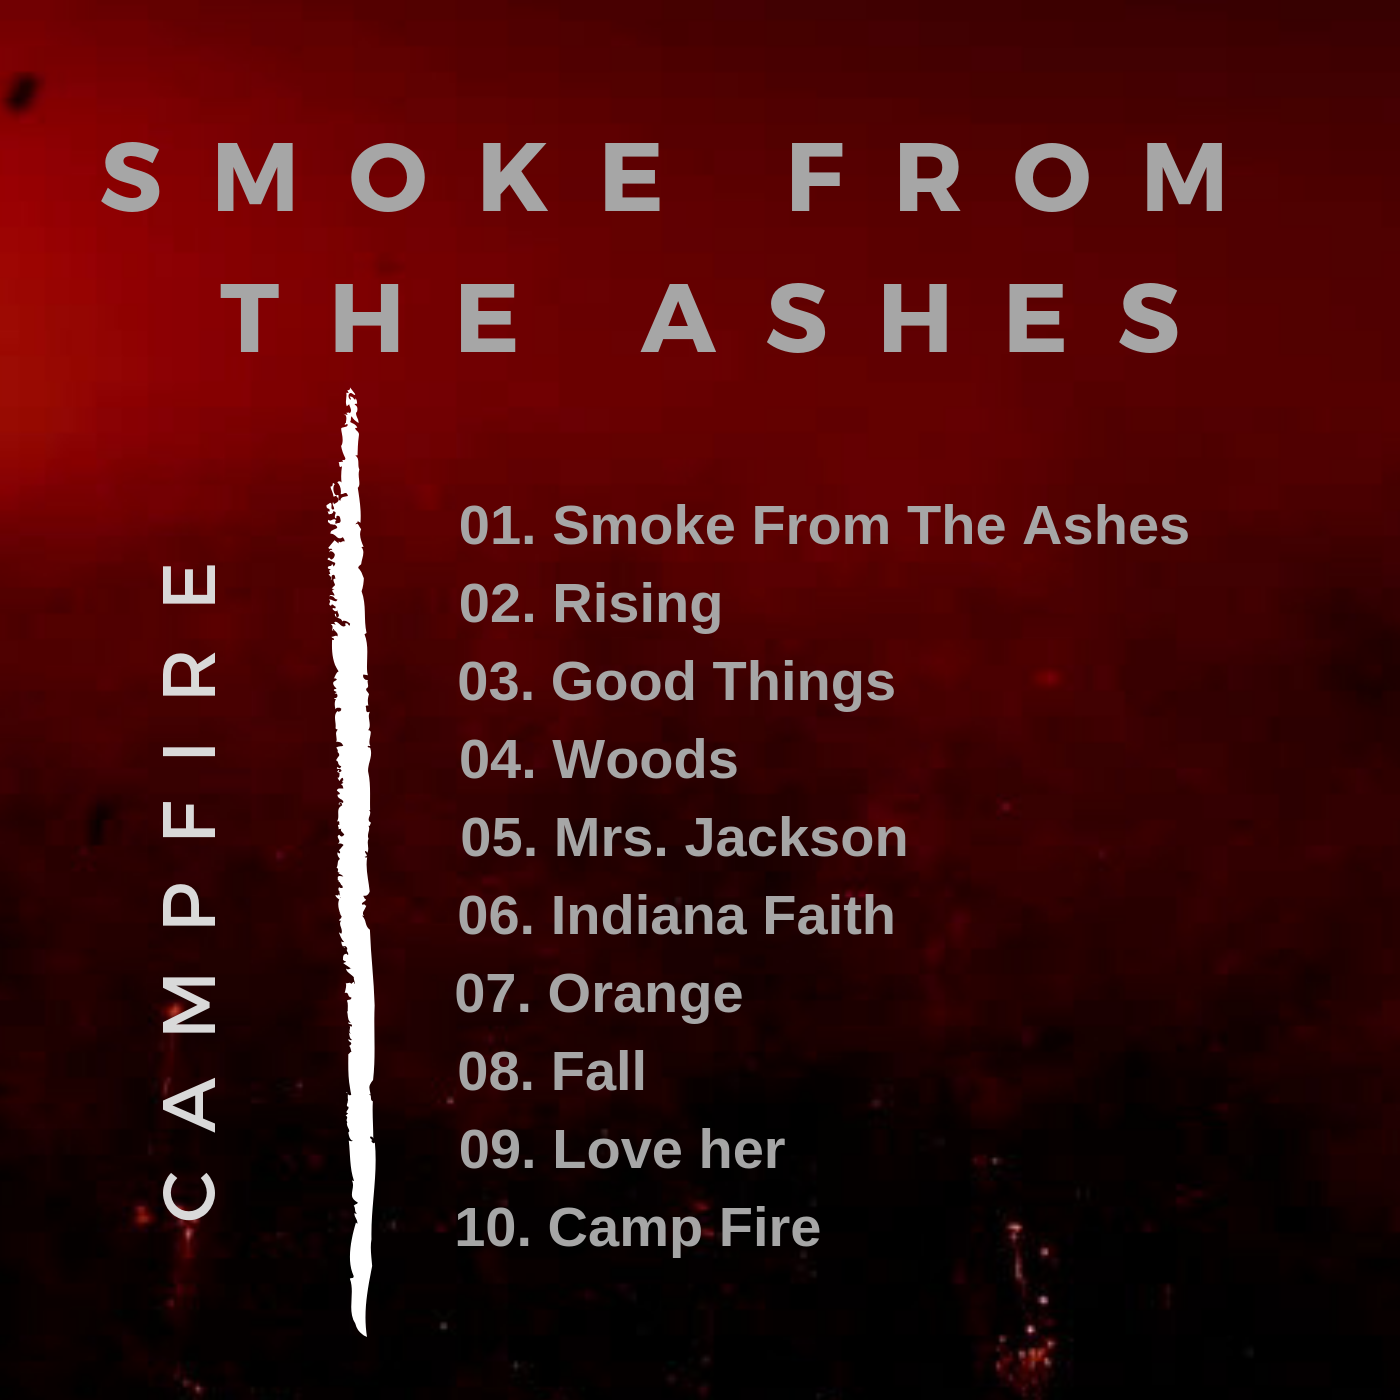 SMOKE FROM
THE ASHES
CAMPFIRE
01. Smoke From The Ashes
02. Rising
03. Good Things
04. Woods
05. Mrs. Jackson
06. Indiana Faith
07. Orange
08. Fall
09. Love her
10. Camp Fire